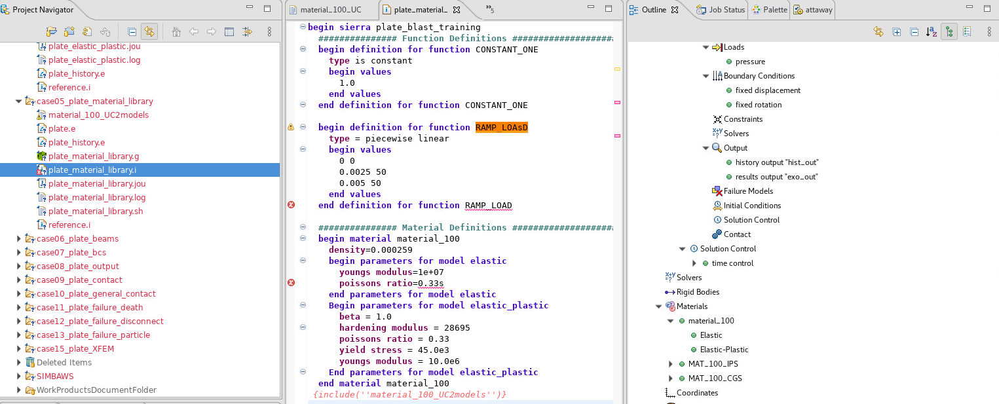 Project Navigator
plate_elastic_plastic.jou
plate_elastic_plastic.log
plate_history.e
reference.i
case05_plate_material_library
material_100_UC2models
plate.e
plate_history.e
plate_material_library.g
plate_material_library.i
plate_material_library.jou
plate_material_library.log
plate_material_library.sh
reference.i
case06_plate_beams
case07_plate_bcs
case08_plate_output
case09_plate_contact
case10_plate_general_contact
case11_plate_failure_death
case12_plate_failure_disconnect
case13_plate_failure_particle
case15_plate_XFEM
Deleted Items
SIMBAWS
WorkProductsDocumentFolder
material_100_UC plate_material_ »5
begin sierra plate_blast_training
############### Function Definitions ####################
begin definition for function CONSTANT_ONE
type is constant
begin values
1.0
end values
end definition for function CONSTANT_ONE
begin definition for function RAMP_LOAsD
type = piecewise linear
begin values
0 0
0.0025 50
0.005 50
end values
end definition for function RAMP_LOAD
############### Material Definitions ####################
begin material material_100
density=0.000259
begin parameters for model elastic
youngs modulus=1e+07
poissons ratio=0.33s
end parameters for model elastic
Begin parameters for model elastic_plastic
beta = 1.0
hardening modulus = 28695
poissons ratio = 0.33
yield stress = 45.0e3
youngs modulus = 10.0e6
End parameters for model elastic_plastic
end material material_100
{include(''material_100_UC2models'')}
Outline Job Status Palette attaway
Loads
pressure
Boundary Conditions
fixed displacement
fixed rotation
Constraints
Solvers
Output
history output "hist_out"
results output "exo_out"
Failure Models
Initial Conditions
Solution Control
Contact
Solution Control
time control
Solvers
Rigid Bodies
Materials
material_100
Elastic
Elastic-Plastic
MAT_100_IPS
MAT_100_CGS
Coordinates